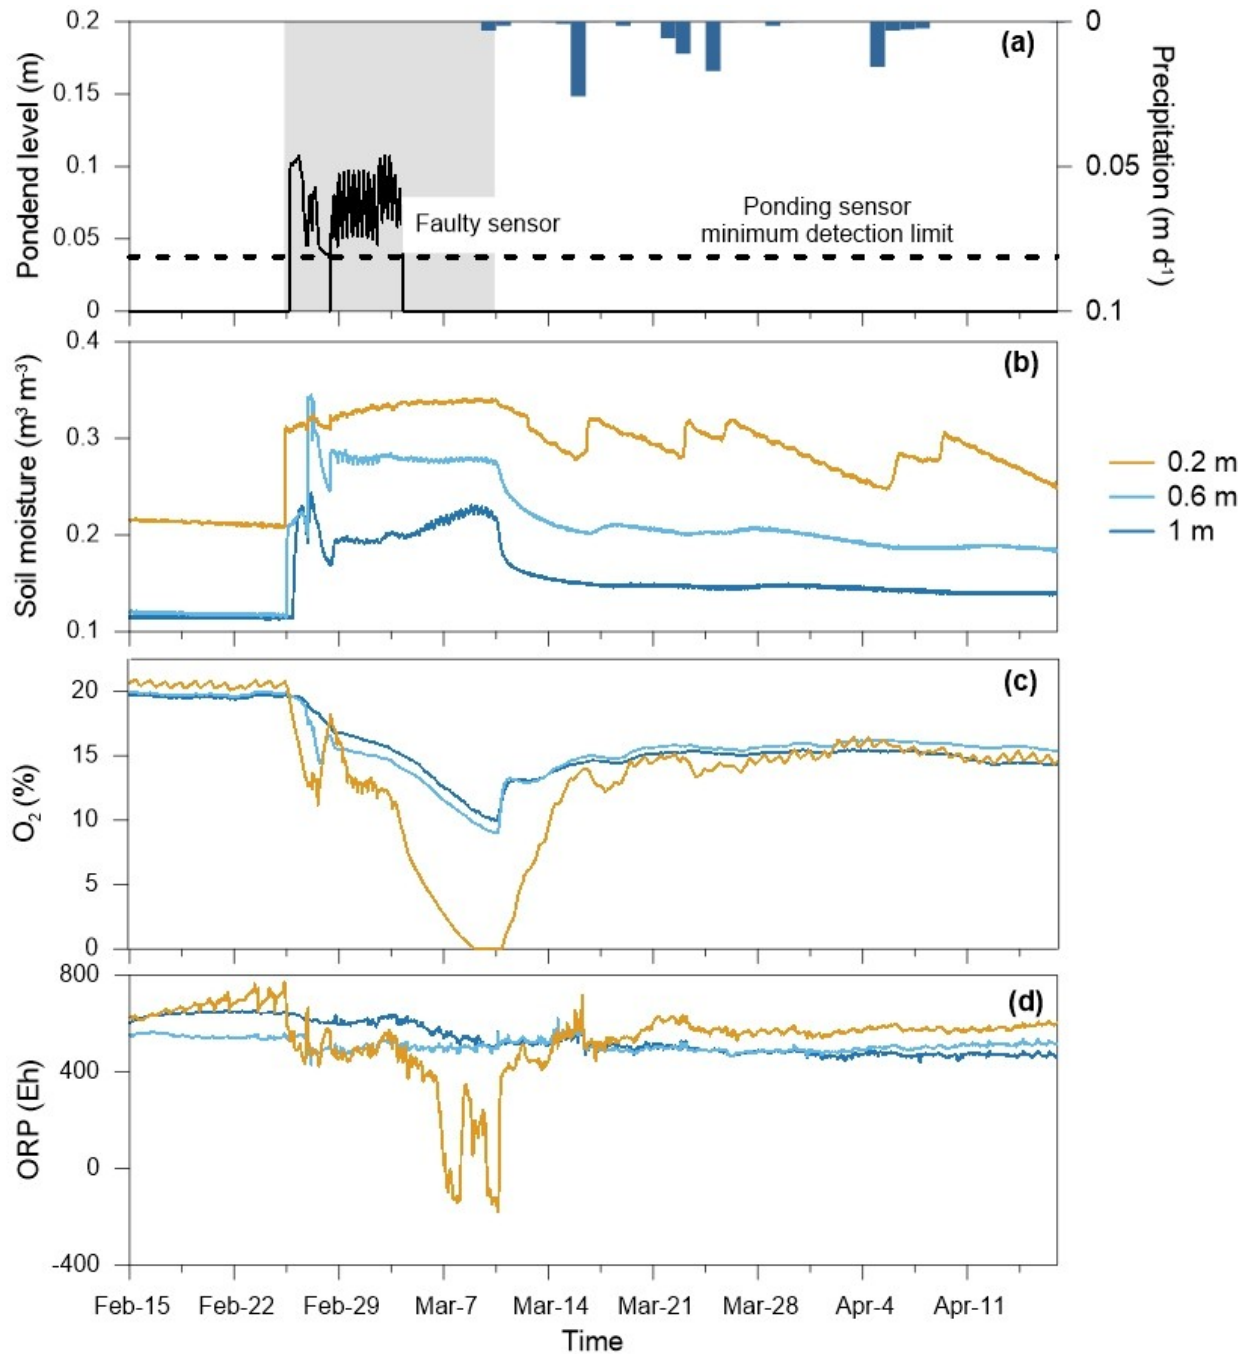 (a)
Pondend level (m)
0.2
0.15
0.1
0.05
0
Precipitation (m d⁻¹)
0
0.05
0.1
Faulty sensor
Ponding sensor
minimum detection limit
(b)
Soil moisture (m³ m⁻³)
0.4
0.3
0.2
0.1
0.2 m
0.6 m
1 m
(c)
O₂ (%)
20
15
10
5
0
(d)
ORP (Eh)
800
400
0
-400
Feb-15 Feb-22 Feb-29 Mar-7 Mar-14 Mar-21 Mar-28 Apr-4 Apr-11
Time